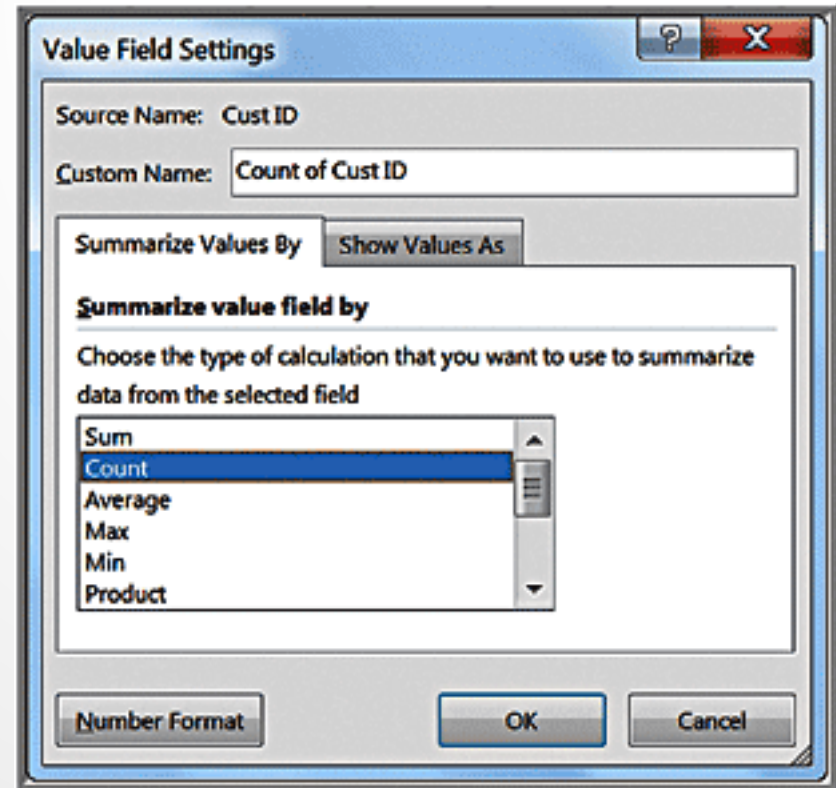 Value Field Settings
? X
Source Name: Cust ID
Custom Name: Count of Cust ID
Summarize Values By Show Values As
Summarize value field by
Choose the type of calculation that you want to use to summarize
data from the selected field
Sum
Count
Average
Max
Min
Product
Number Format OK Cancel